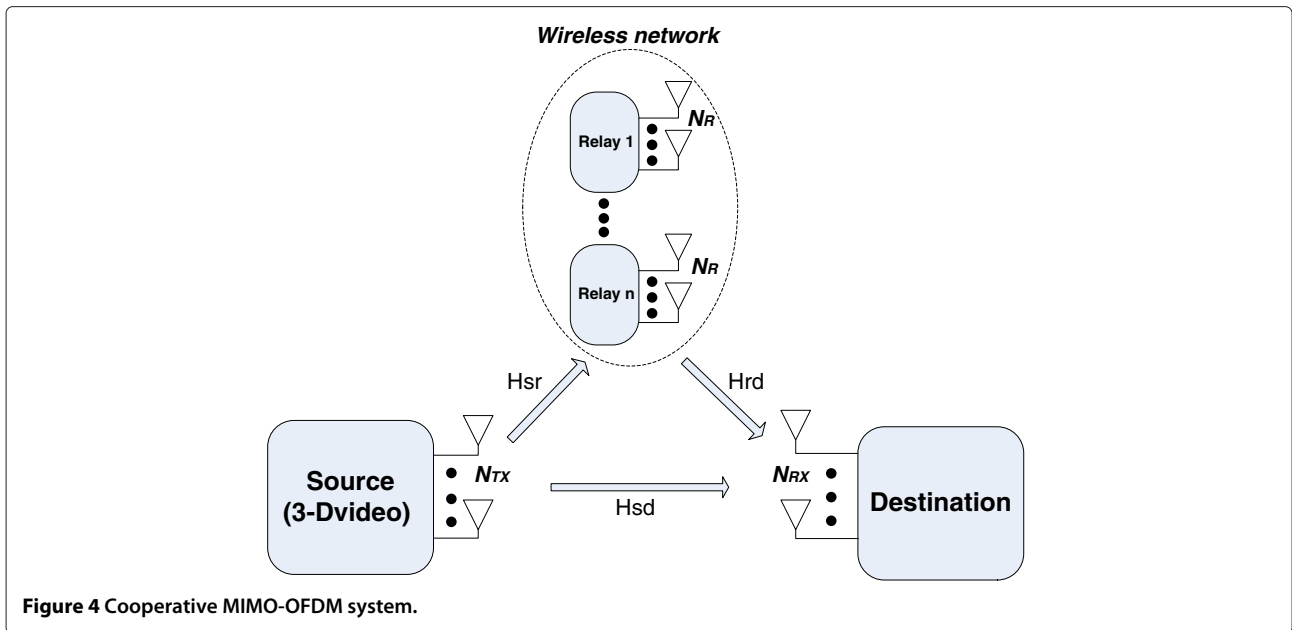 Wireless network
Relay 1
NR
Relay n
NR
Hsr
Hrd
Source
(3-Dvideo)
NTX
Hsd
NRX
Destination
Figure 4 Cooperative MIMO-OFDM system.